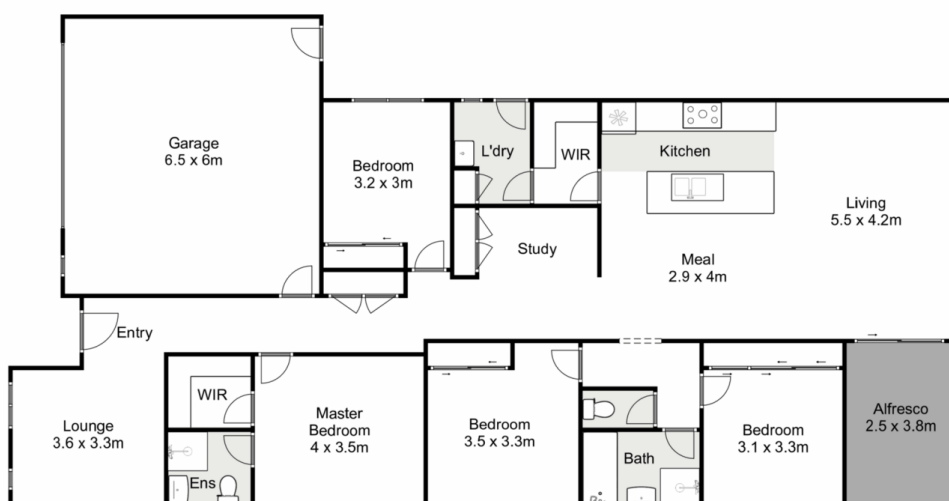 Garage
6.5 x 6m
Bedroom
3.2 x 3m
L'dry
WIR
Kitchen
Living
5.5 x 4.2m
Study
Meal
2.9 x 4m
Entry
WIR
Lounge
3.6 x 3.3m
Master
Bedroom
4 x 3.5m
Bedroom
3.5 x 3.3m
Bedroom
3.1 x 3.3m
Alfresco
2.5 x 3.8m
Bath
Ens